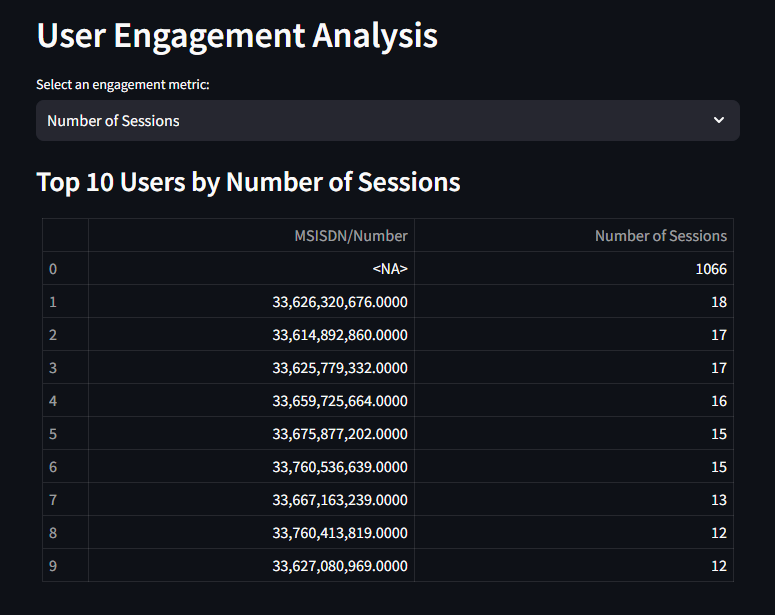 User Engagement Analysis
Select an engagement metric:
Number of Sessions
Top 10 Users by Number of Sessions
MSISDN/Number Number of Sessions
0 <NA> 1066
1 33,626,320,676.0000 18
2 33,614,892,860.0000 17
3 33,625,779,332.0000 17
4 33,659,725,664.0000 16
5 33,675,877,202.0000 15
6 33,760,536,639.0000 15
7 33,667,163,239.0000 13
8 33,760,413,819.0000 12
9 33,627,080,969.0000 12